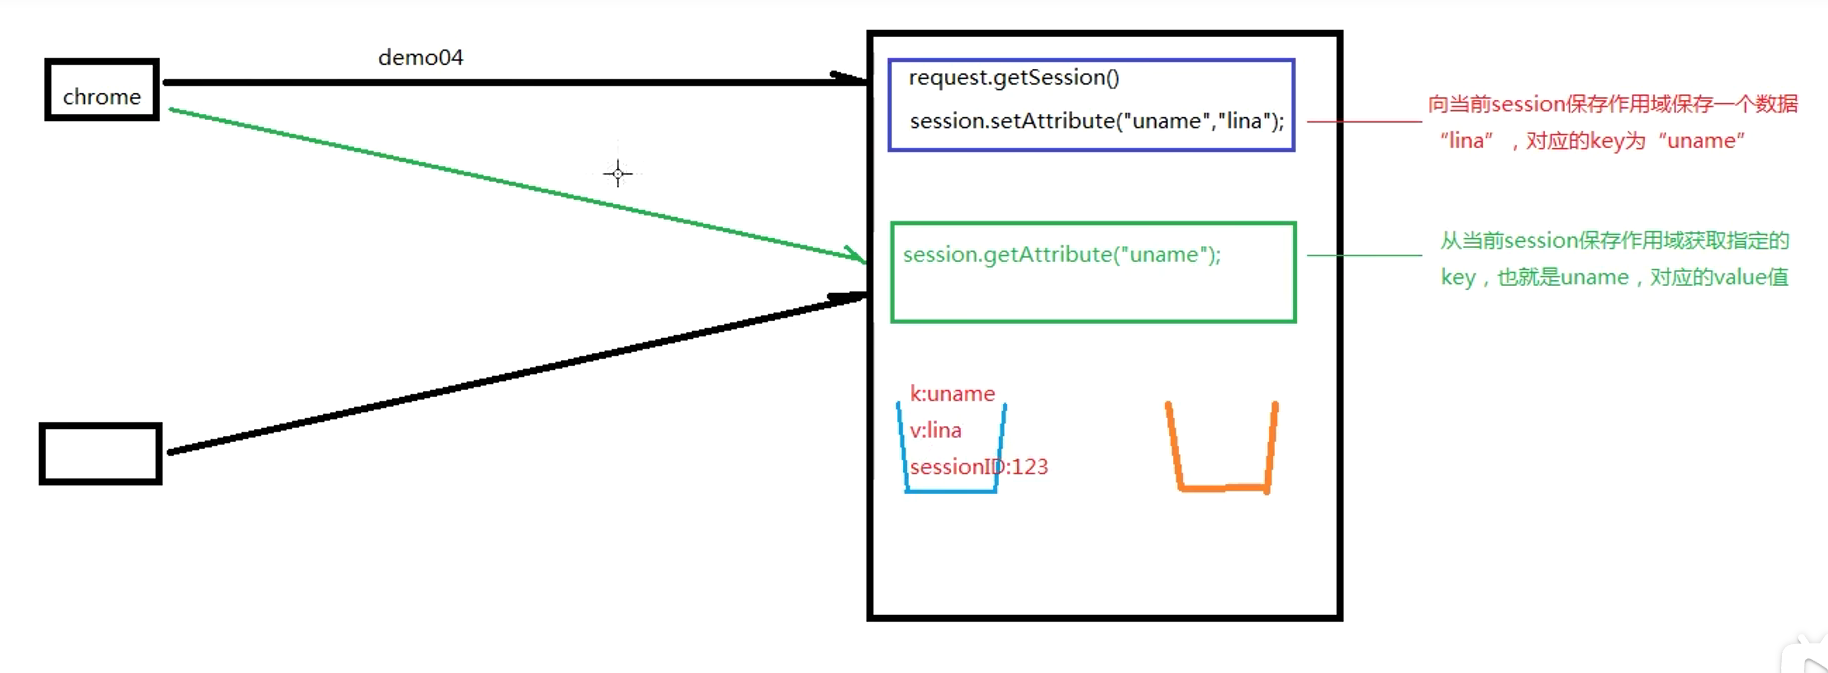 demo04
chrome
request.getSession()
session.setAttribute("uname","lina");
向当前session保存作用域保存一个数据
“lina”，对应的key为“uname”
session.getAttribute("uname");
从当前session保存作用域获取指定的
key，也就是uname，对应的value值
k:uname
v:lina
sessionID:123